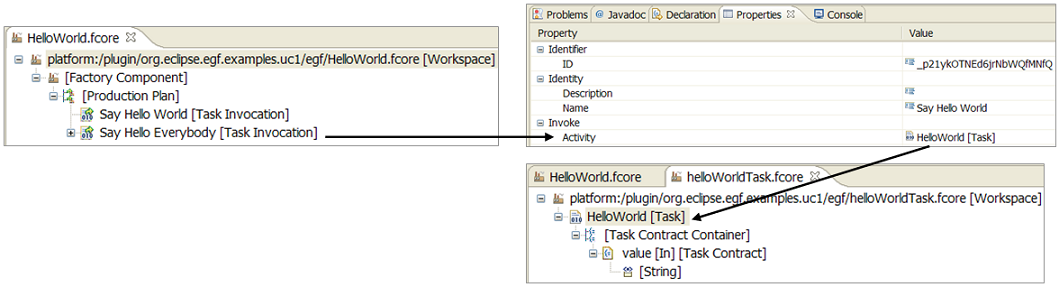 HelloWorld.fcore
platform:/plugin/org.eclipse.egf.examples.uc1/egf/HelloWorld.fcore [Workspace]
[Factory Component]
[Production Plan]
Say Hello World [Task Invocation]
Say Hello Everybody [Task Invocation]
Problems @ Javadoc Declaration Properties Console
Property Value
Identifier
ID _p21ykOTNEd6jrNbWQfMNfQ
Identity
Description
Name Say Hello World
Invoke
Activity HelloWorld [Task]
HelloWorld.fcore helloWorldTask.fcore
platform:/plugin/org.eclipse.egf.examples.uc1/egf/helloWorldTask.fcore [Workspace]
HelloWorld [Task]
[Task Contract Container]
value [In] [Task Contract]
[String]